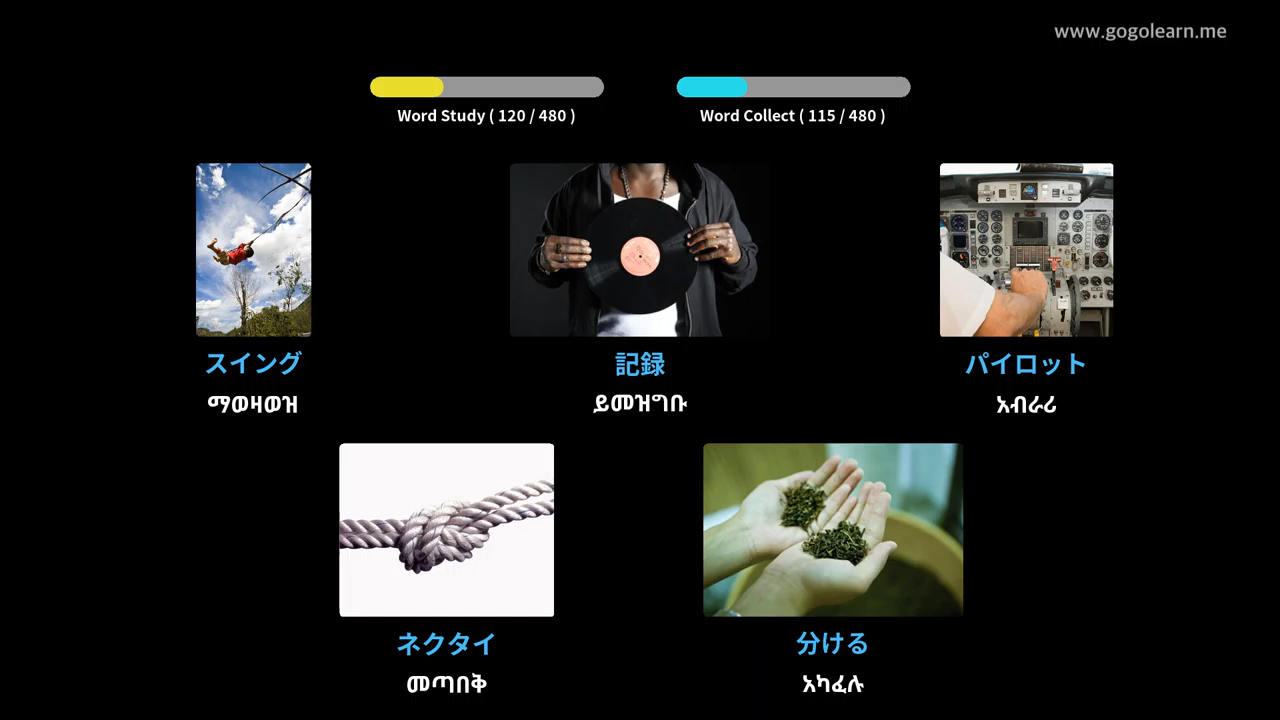 www.gogolearn.me
Word Study ( 120 / 480 )
Word Collect ( 115 / 480 )
スイング
記録
パイロット
ማወዛወዝ
ይመዝግቡ
አብራሪ
ネクタイ
分ける
መጣበቅ
አካፈሉ